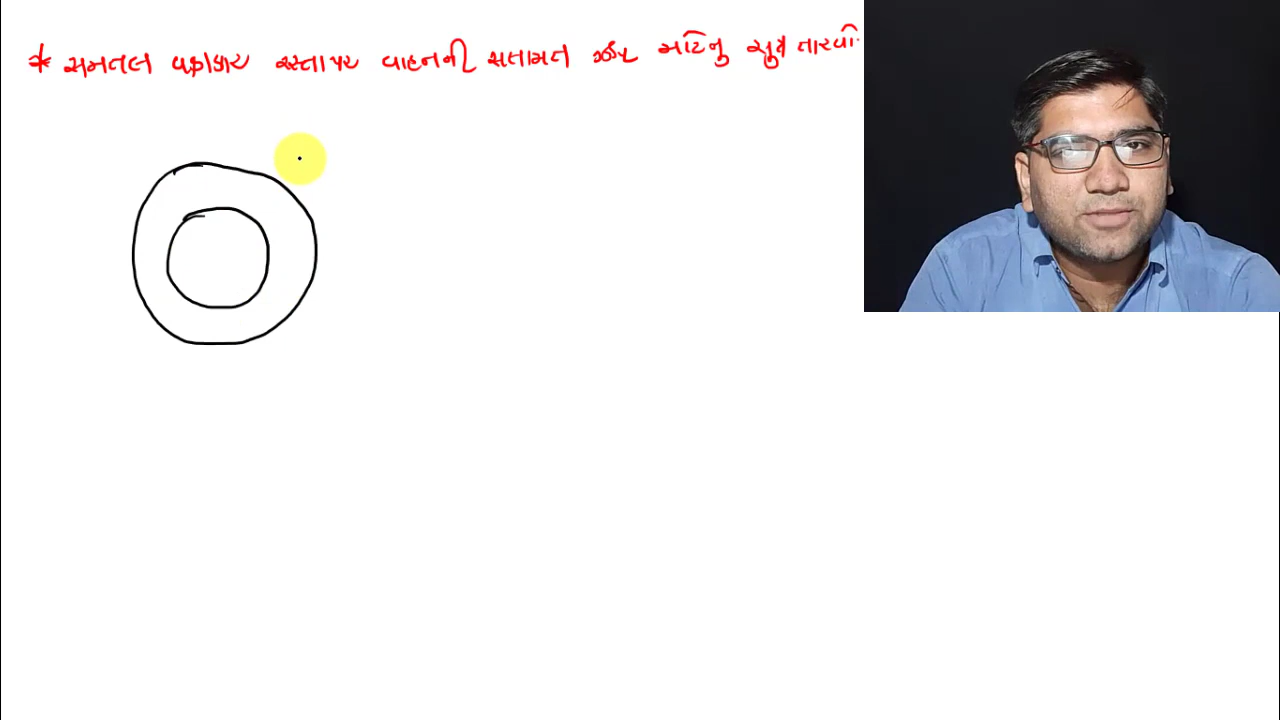 * સમતલ વક્રાકાર રસ્તા પર વાહનની સલામત ઝડપ માટેનુ સુત્ર તારવો.